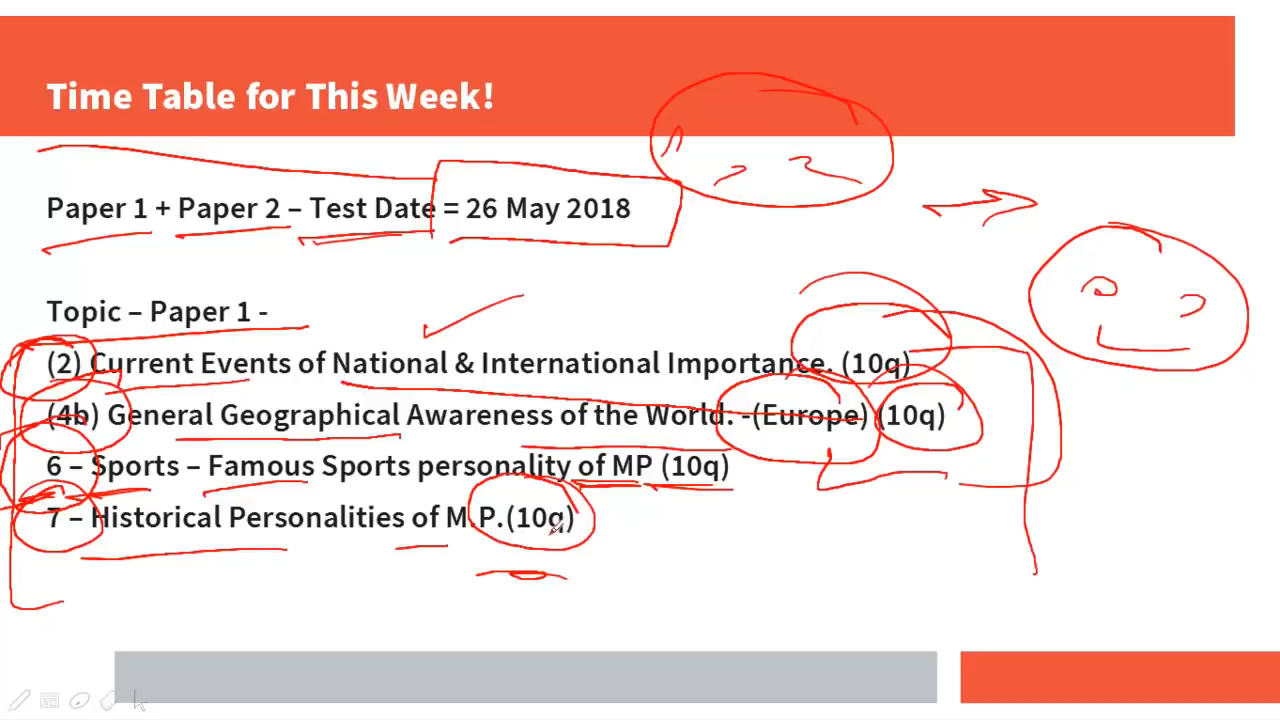 Time Table for This Week!
Paper 1 + Paper 2 – Test Date = 26 May 2018
Topic – Paper 1 -
(2) Current Events of National & International Importance. (10q)
(4b) General Geographical Awareness of the World. -(Europe) (10q)
6 – Sports – Famous Sports personality of MP (10q)
7 – Historical Personalities of M.P.(10q)